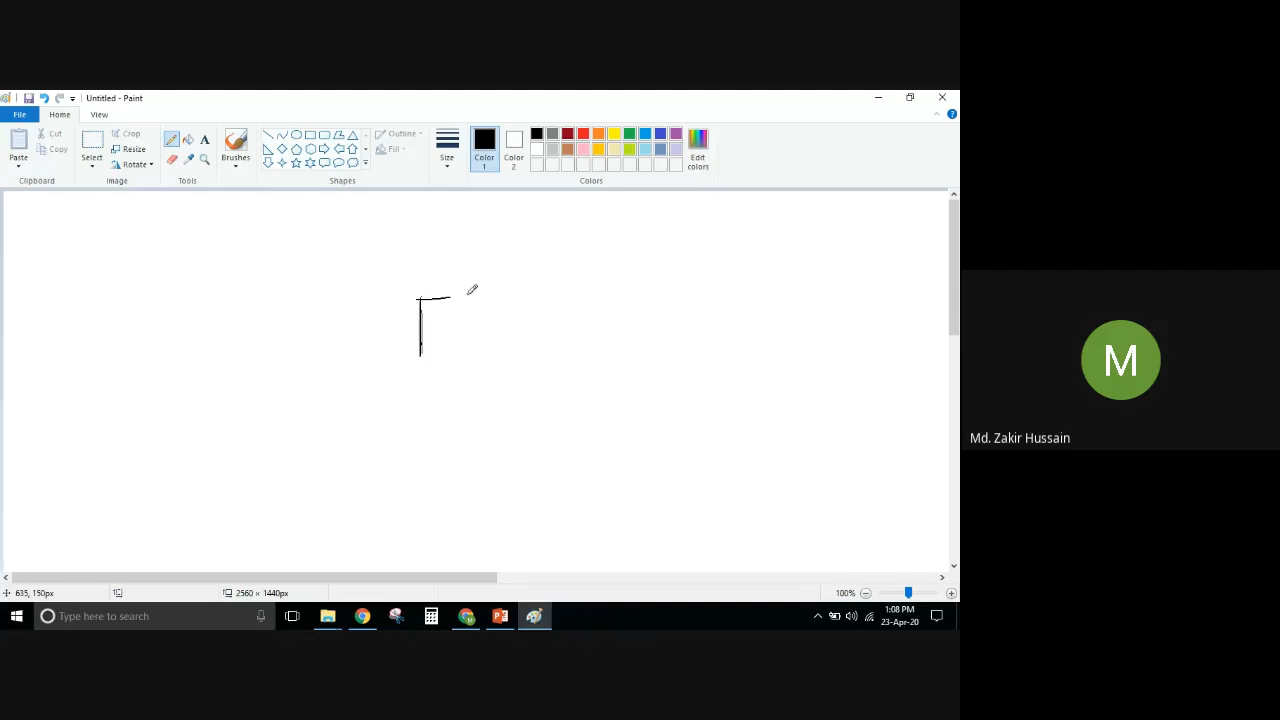 Untitled - Paint
File Home View
Paste
Cut
Copy
Clipboard
Select
Crop
Resize
Rotate
Image
A
Tools
Brushes
Shapes
Outline
Fill
Size
Color 1
Color 2
Edit colors
Colors
635, 150px
2560 × 1440px
100%
Type here to search
1:08 PM
23-Apr-20
M
Md. Zakir Hussain